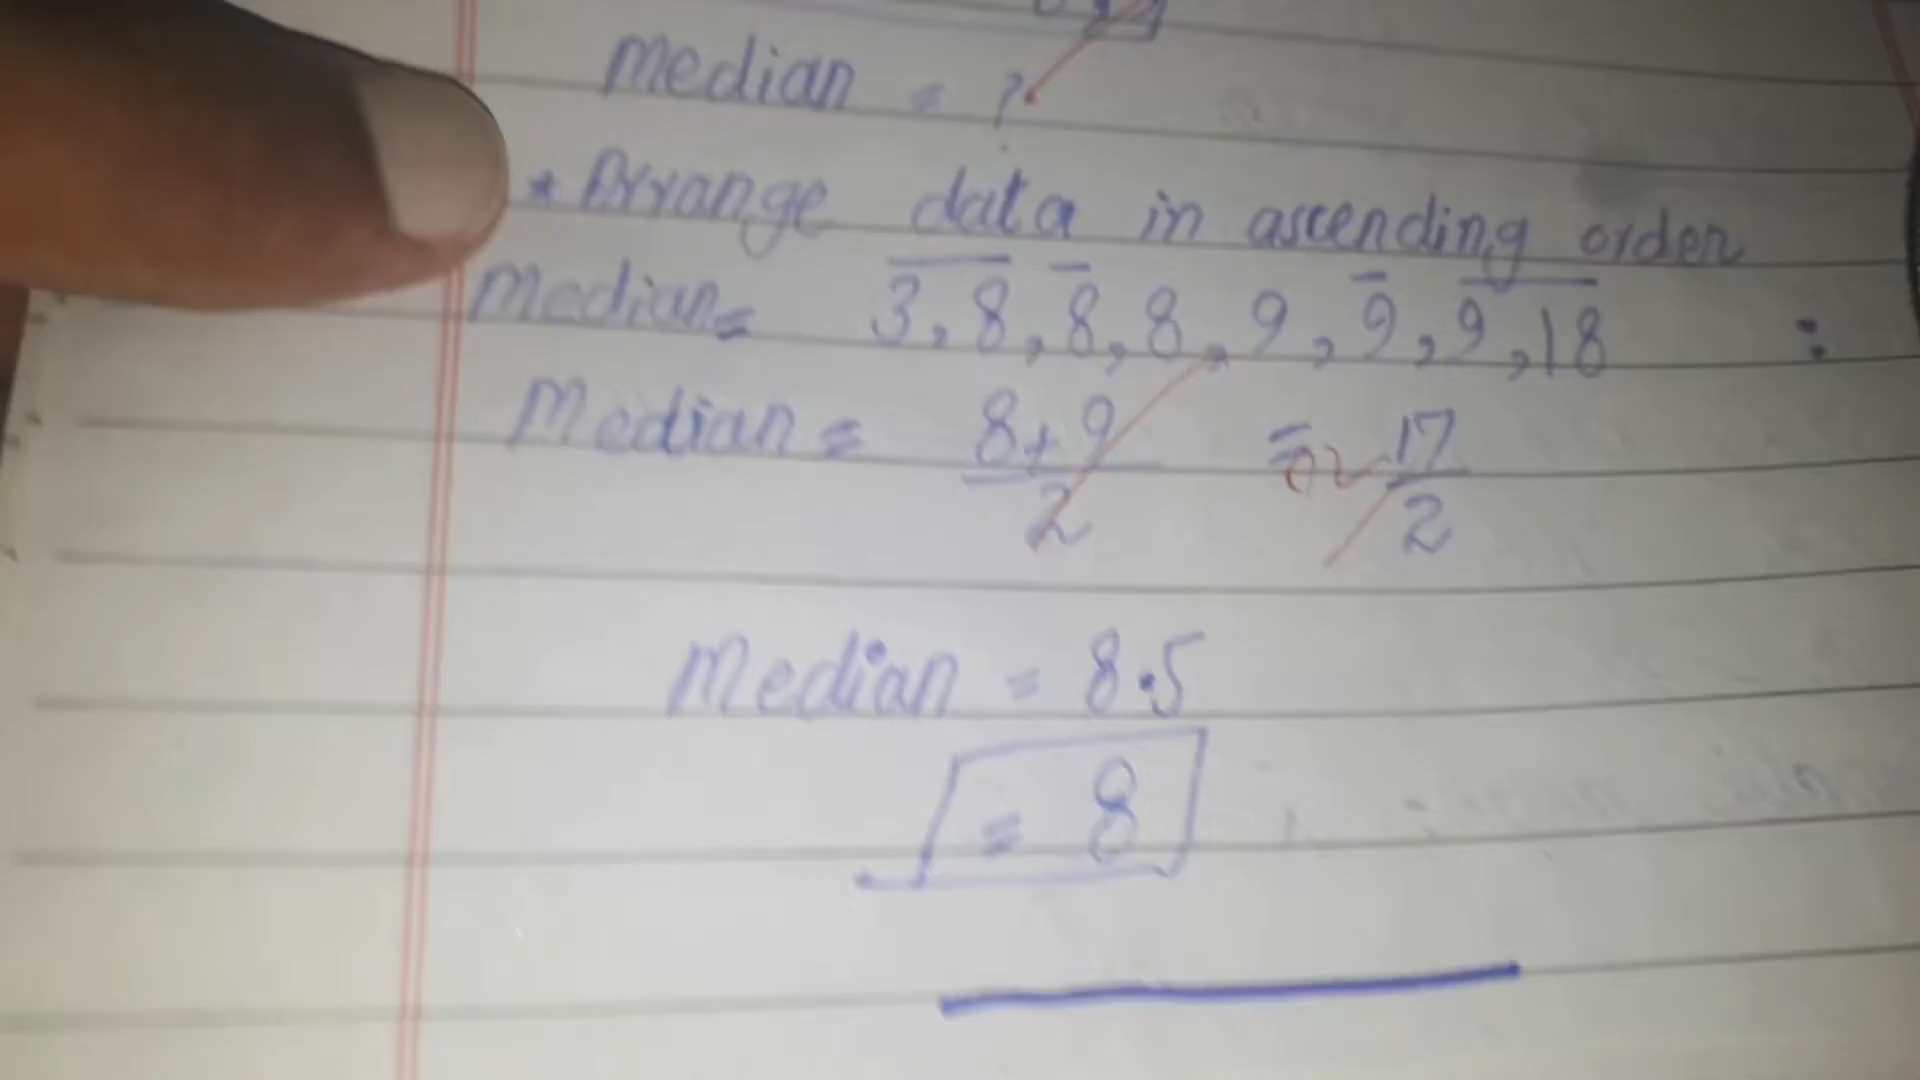 median = ?
* Arrange data in ascending order
Median = 3, 8, 8, 8, 9, 9, 9, 18 :
Median = 8+9/2 = 17/2
Median = 8.5
= 8